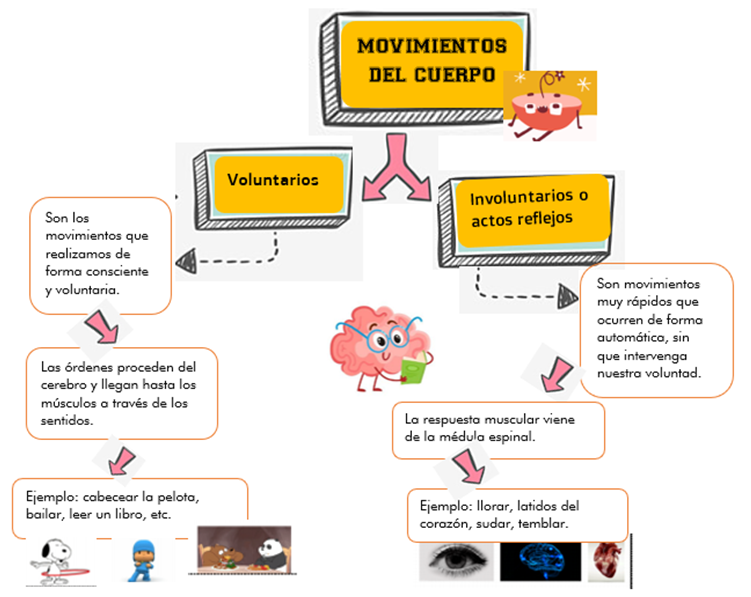 MOVIMIENTOS
DEL CUERPO
Voluntarios
Involuntarios o
actos reflejos
Son los
movimientos que
realizamos de
forma consciente
y voluntaria.
Son movimientos
muy rápidos que
ocurren de forma
automática, sin
que intervenga
nuestra voluntad.
Las órdenes proceden del
cerebro y llegan hasta los
músculos a través de los
sentidos.
La respuesta muscular viene
de la médula espinal.
Ejemplo: cabecear la pelota,
bailar, leer un libro, etc.
Ejemplo: llorar, latidos del
corazón, sudar, temblar.